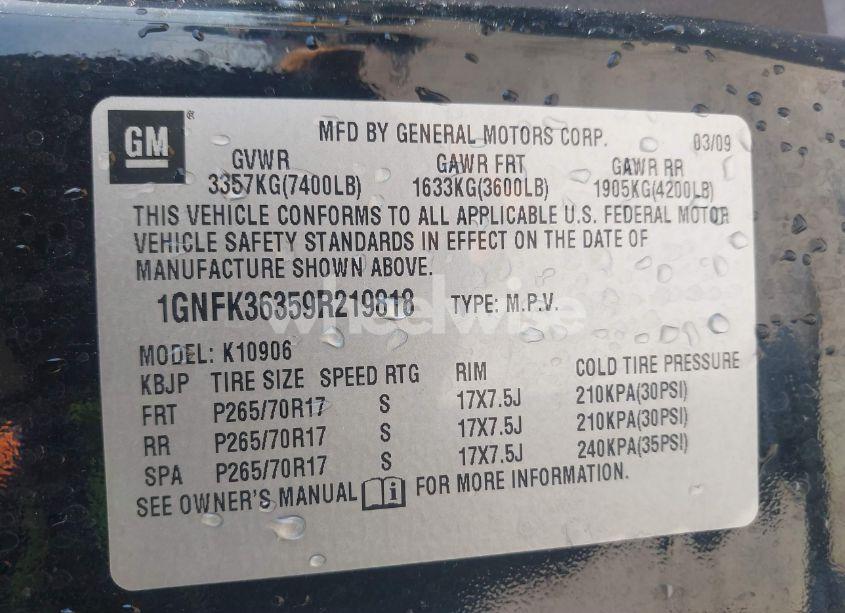 GM ®
MFD BY GENERAL MOTORS CORP. 03/09
GVWR GAWR FRT GAWR RR
3357KG(7400LB) 1633KG(3600LB) 1905KG(4200LB)
THIS VEHICLE CONFORMS TO ALL APPLICABLE U.S. FEDERAL MOTOR
VEHICLE SAFETY STANDARDS IN EFFECT ON THE DATE OF
MANUFACTURE SHOWN ABOVE.
1GNFK36359R219818 TYPE: M.P.V.
wheelwise
MODEL: K10906
KBJP TIRE SIZE SPEED RTG RIM COLD TIRE PRESSURE
FRT P265/70R17 S 17X7.5J 210KPA(30PSI)
RR P265/70R17 S 17X7.5J 210KPA(30PSI)
SPA P265/70R17 S 17X7.5J 240KPA(35PSI)
SEE OWNER'S MANUAL i FOR MORE INFORMATION.